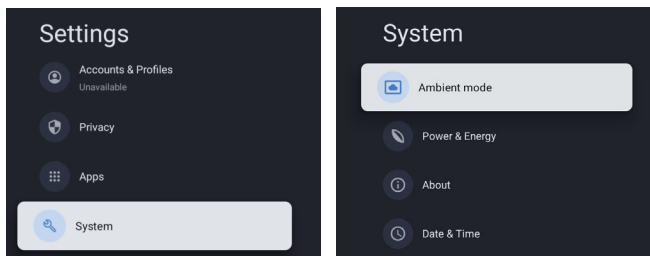 Settings
Accounts & Profiles
Unavailable
Privacy
Apps
System
System
Ambient mode
Power & Energy
About
Date & Time